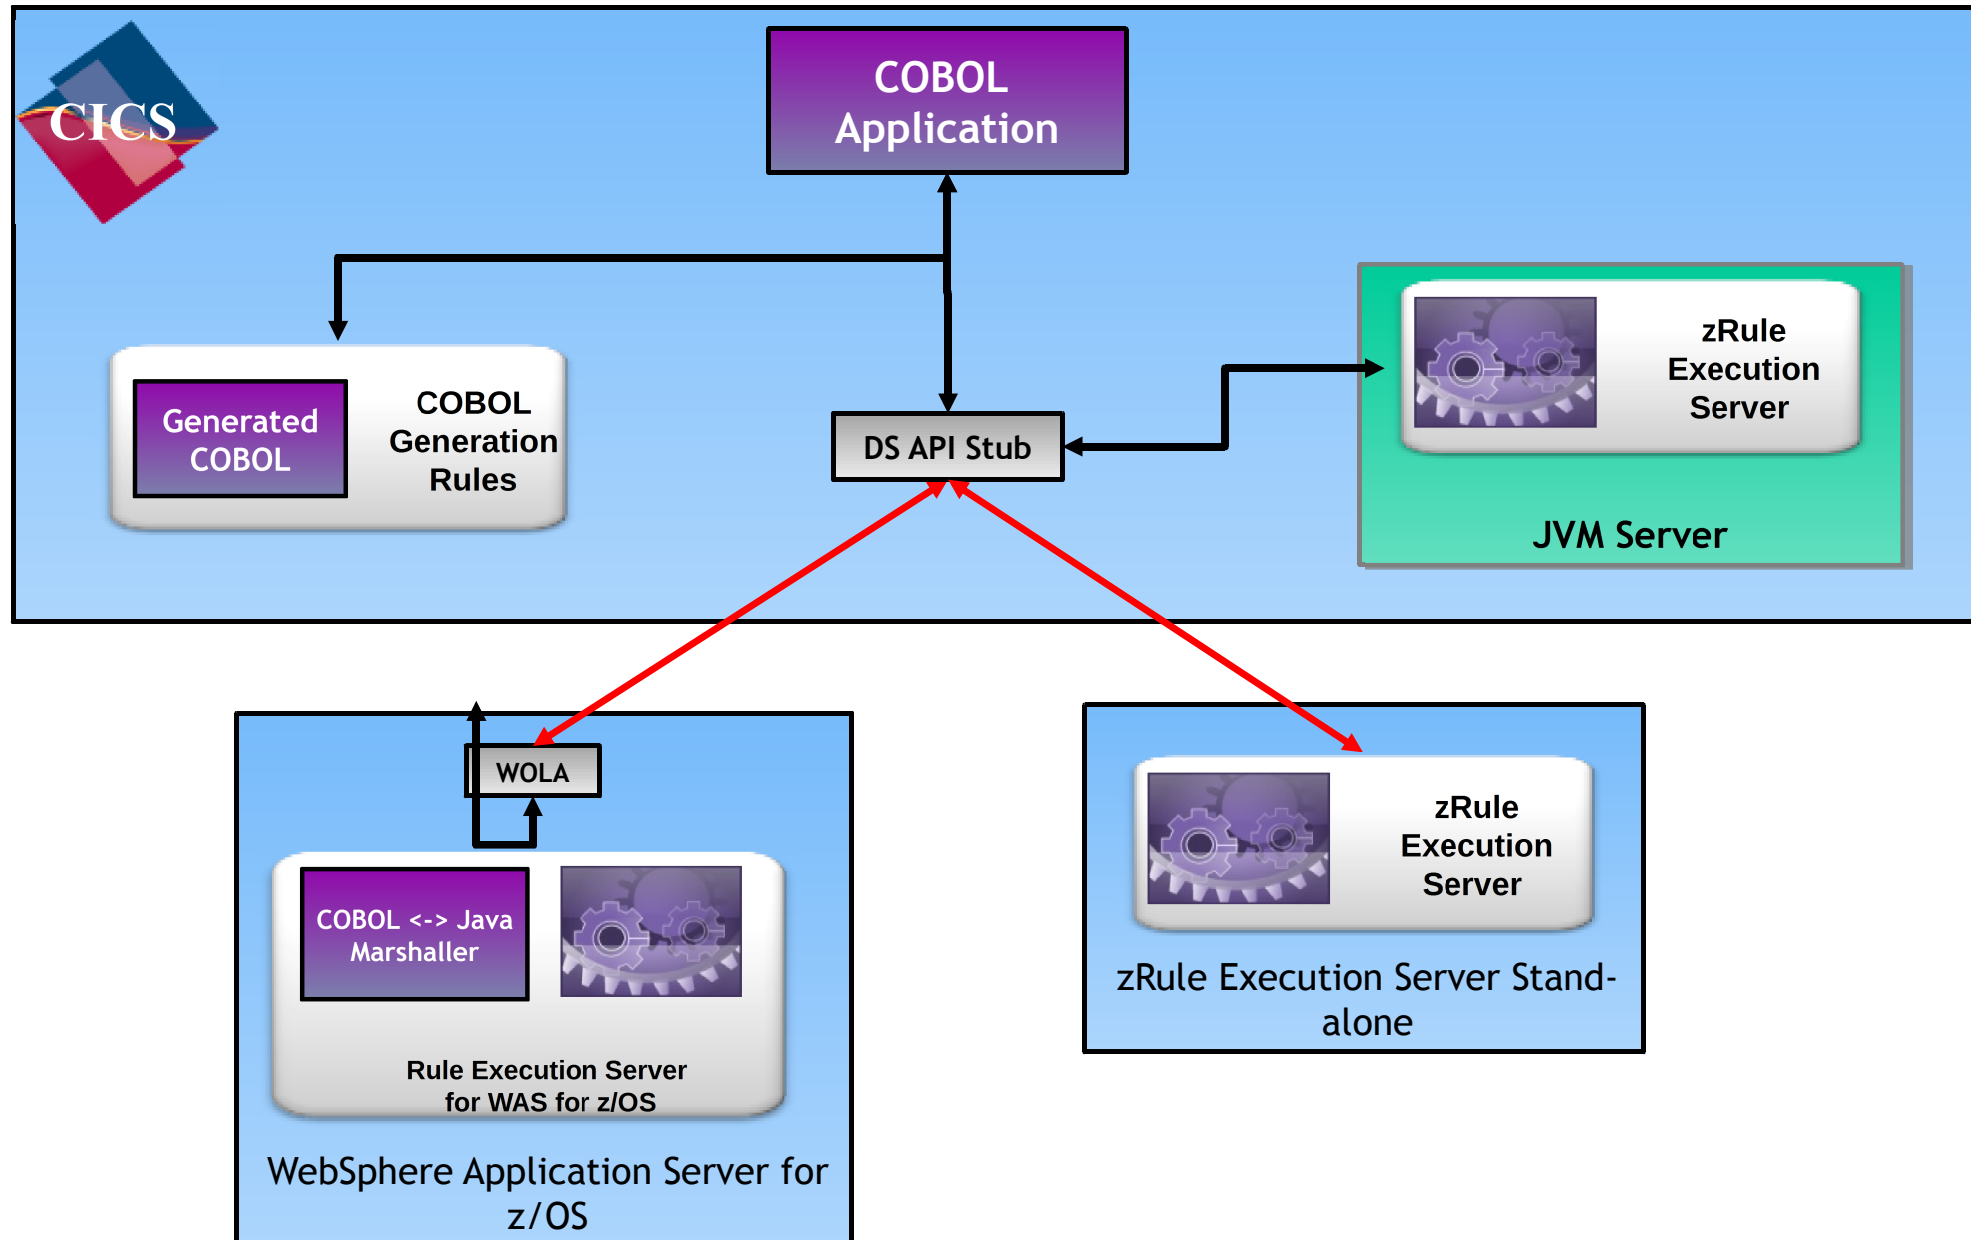 CICS
COBOL
Application
zRule
Execution
Server
JVM Server
Generated
COBOL
COBOL
Generation
Rules
DS API Stub
WOLA
COBOL <-> Java
Marshaller
Rule Execution Server
for WAS for z/OS
WebSphere Application Server for
z/OS
zRule
Execution
Server
zRule Execution Server Stand-
alone